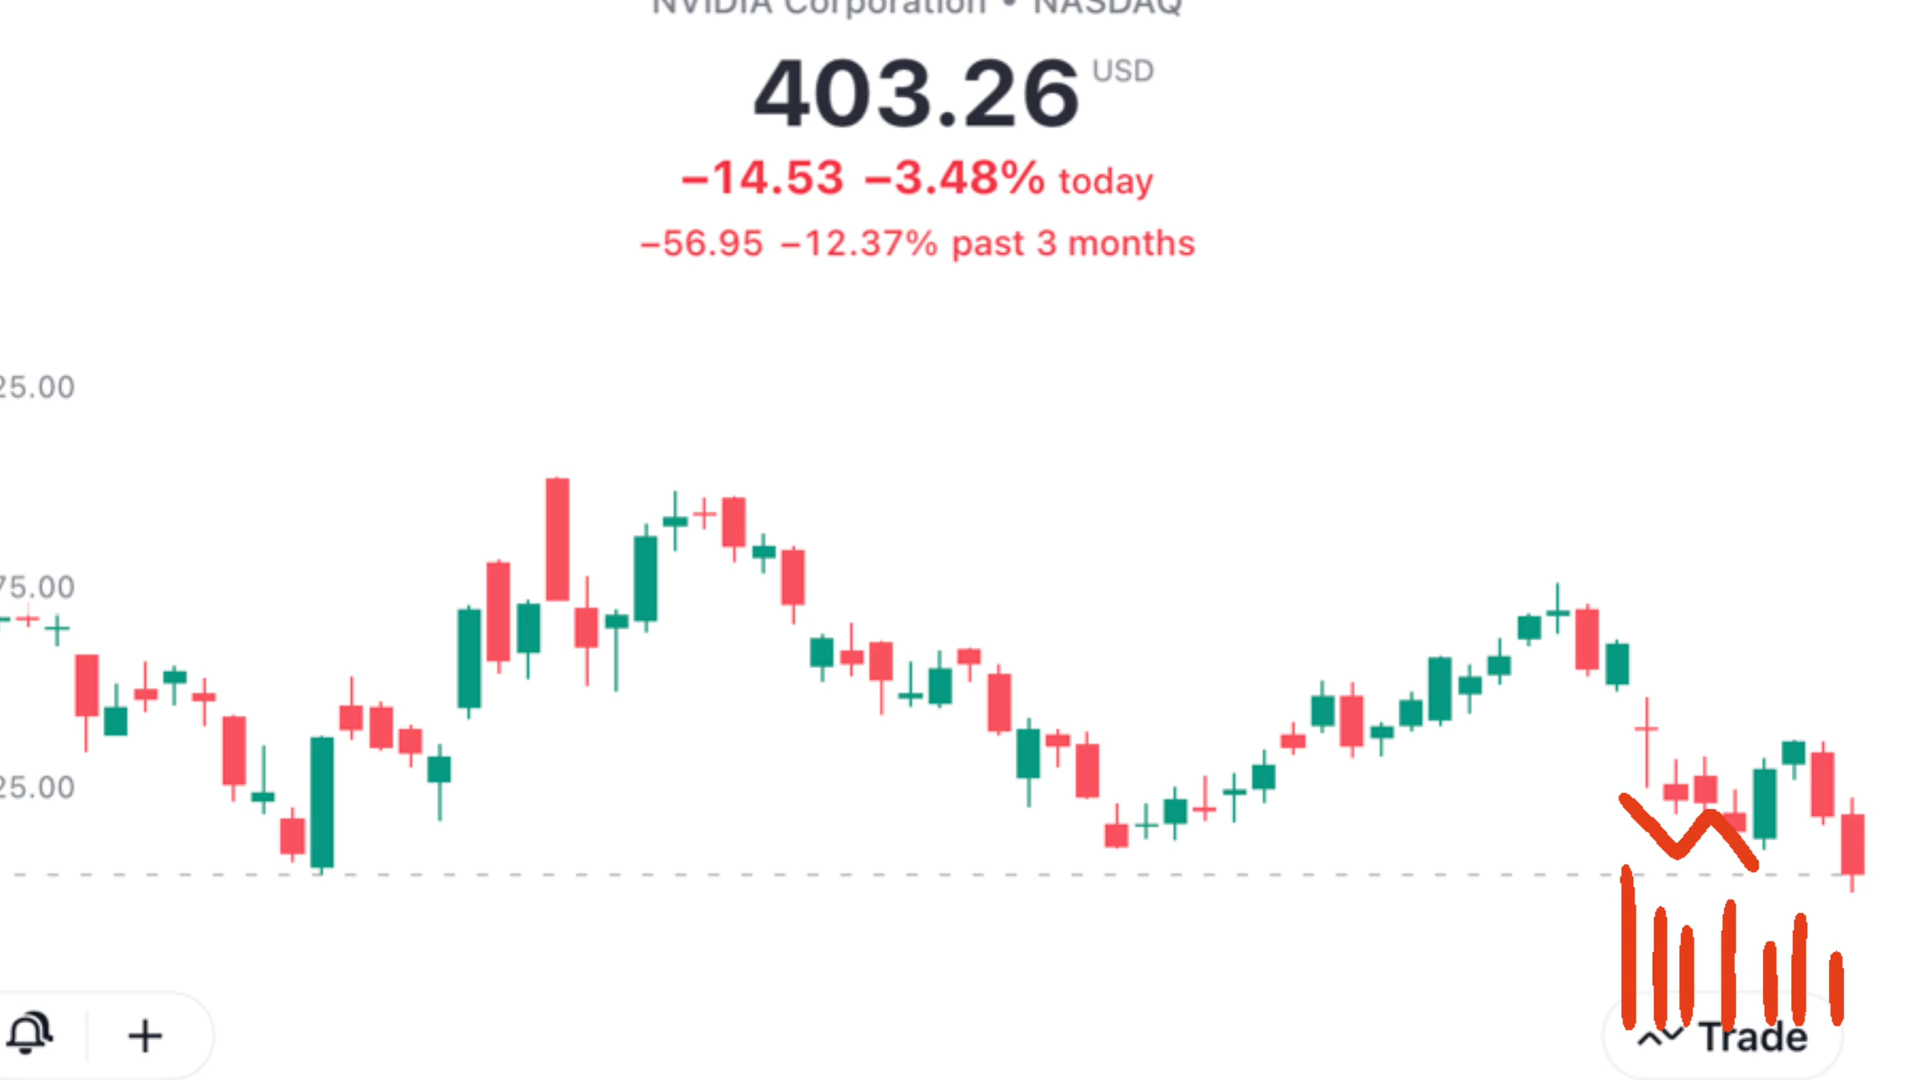 NVIDIA Corporation • NASDAQ
403.26 USD
−14.53 −3.48% today
−56.95 −12.37% past 3 months
25.00
75.00
25.00
Trade